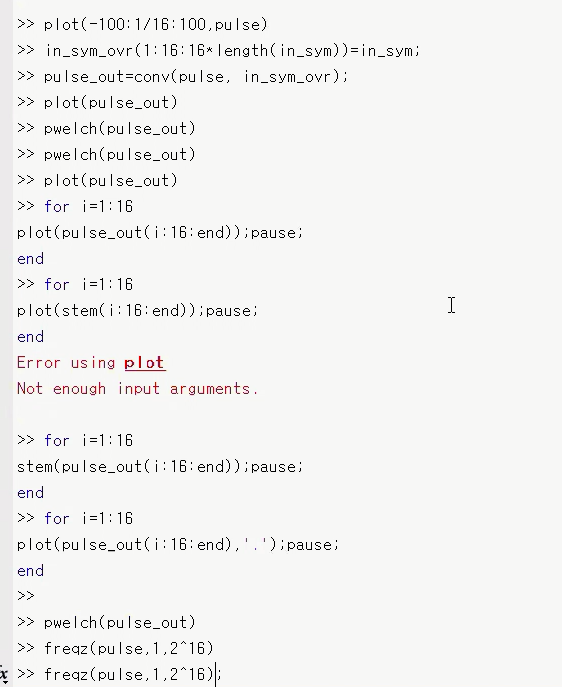 >> plot(-100:1/16:100,pulse)
>> in_sym_ovr(1:16:16*length(in_sym))=in_sym;
>> pulse_out=conv(pulse, in_sym_ovr);
>> plot(pulse_out)
>> pwelch(pulse_out)
>> pwelch(pulse_out)
>> plot(pulse_out)
>> for i=1:16
plot(pulse_out(i:16:end));pause;
end
>> for i=1:16
plot(stem(i:16:end));pause;
end
Error using plot
Not enough input arguments.
>> for i=1:16
stem(pulse_out(i:16:end));pause;
end
>> for i=1:16
plot(pulse_out(i:16:end),'.');pause;
end
>>
>> pwelch(pulse_out)
>> freqz(pulse,1,2^16)
fx >> freqz(pulse,1,2^16);